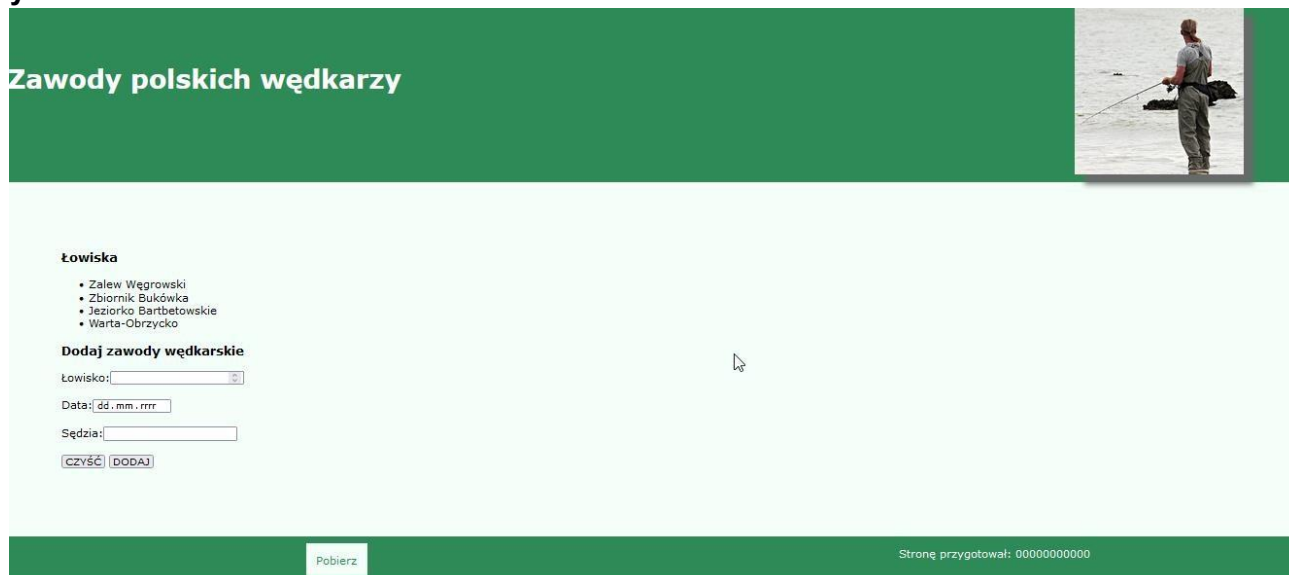 Zawody polskich wędkarzy
Łowiska
• Zalew Węgrowski
• Zbiornik Bukówka
• Jeziorko Bartbetowskie
• Warta-Obrzycko
Dodaj zawody wędkarskie
Łowisko:
Data: dd.mm.rrrr
Sędzia:
CZYŚĆ DODAJ
Pobierz
Stronę przygotował: 00000000000